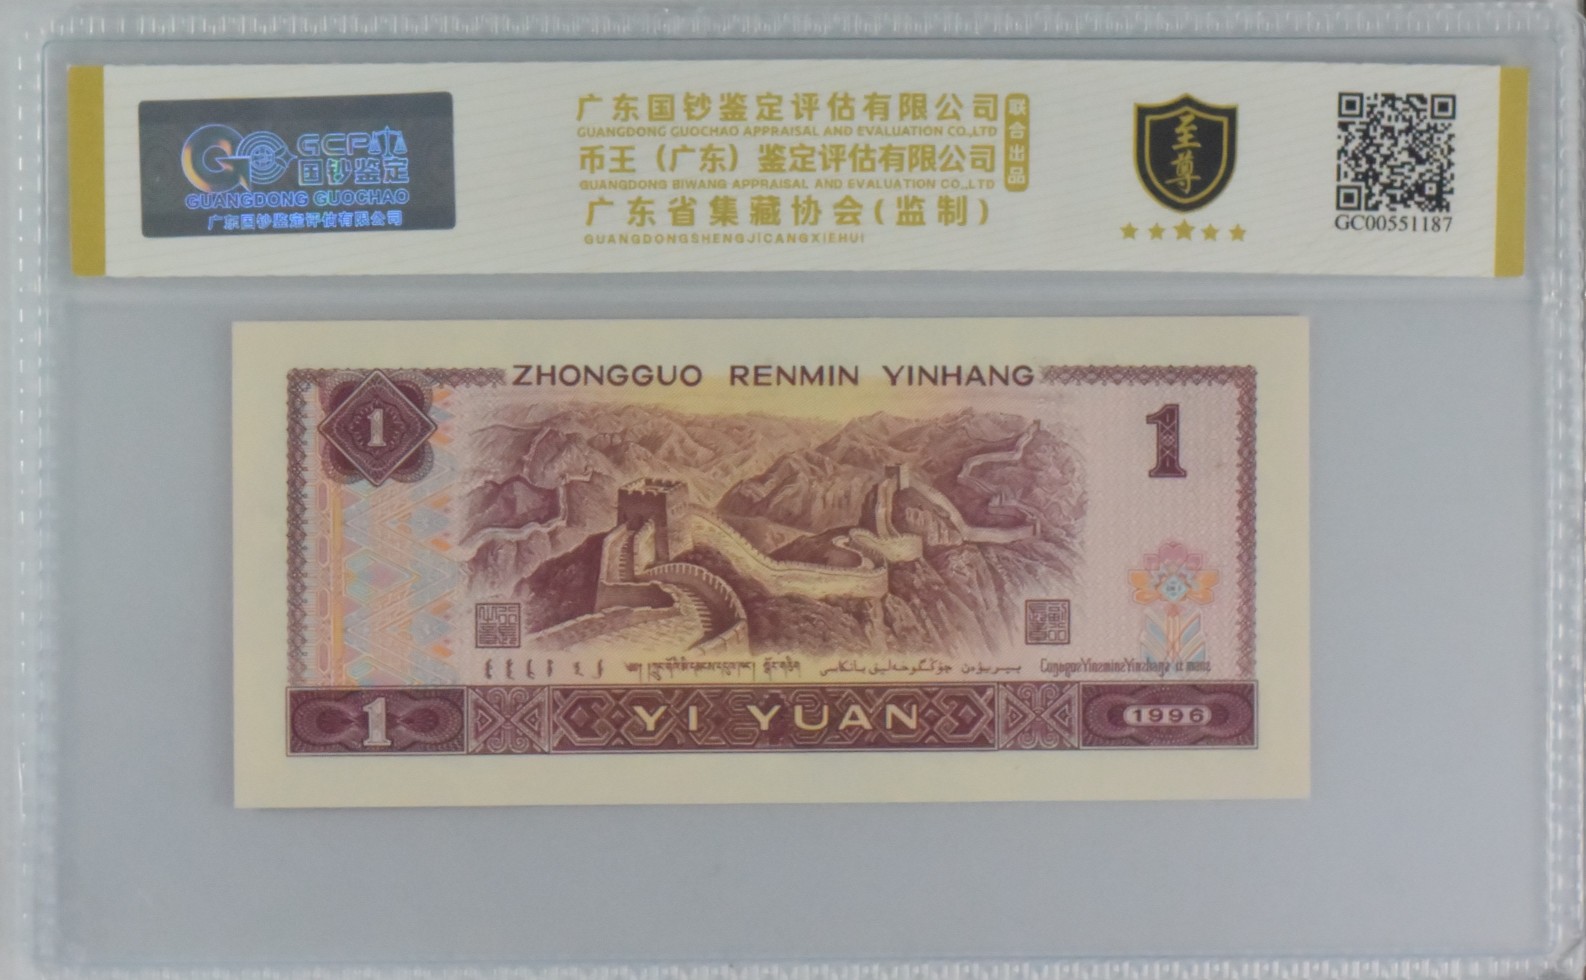 GCP
国钞鉴定
GUANGDONG GUOCHAO
广东国钞鉴定评估有限公司
广东国钞鉴定评估有限公司
GUANGDONG GUOCHAO APPRAISAL AND EVALUATION CO.,LTD
币王（广东）鉴定评估有限公司
GUANGDONG BIWANG APPRAISAL AND EVALUATION CO.,LTD
广东省集藏协会(监制)
GUANGDONGSHENGJICANGXIEHUI
联合出品
至尊
GC00551187
ZHONGGUO RENMIN YINHANG
1
1
1
YI YUAN
1996